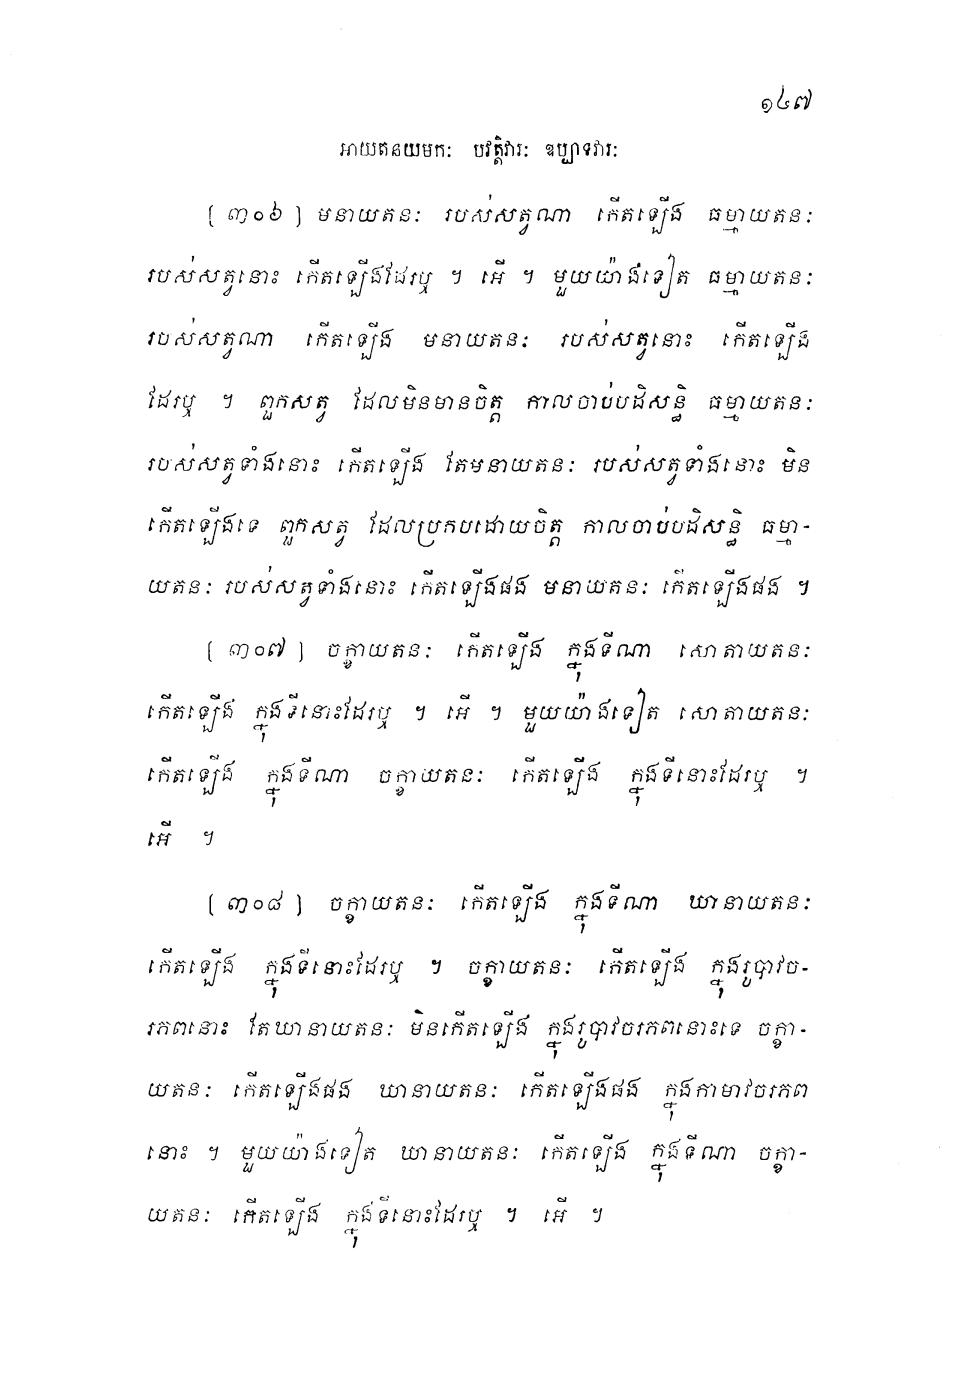 ១៤៧
អាយតនយមកៈ បវត្តិវារៈ ឧប្បាទវារៈ
[ ៣០៦ ] មនាយតនៈ របស់សត្វណា កើតឡើង ធម្មាយតនៈ
របស់សត្វនោះ កើតឡើងដែរឬ ។ អើ ។ មួយយ៉ាងទៀត ធម្មាយតនៈ
របស់សត្វណា កើតឡើង មនាយតនៈ របស់សត្វនោះ កើតឡើង
ដែរឬ ។ ពួកសត្វ ដែលមិនមានចិត្ត កាលចាប់បដិសន្ធិ ធម្មាយតនៈ
របស់សត្វទាំងនោះ កើតឡើង តែមនាយតនៈ របស់សត្វទាំងនោះ មិន
កើតឡើងទេ ពួកសត្វ ដែលប្រកបដោយចិត្ត កាលចាប់បដិសន្ធិ ធម្មា-
យតនៈ របស់សត្វទាំងនោះ កើតឡើងផង មនាយតនៈ កើតឡើងផង ។
[ ៣០៧ ] ចក្ខាយតនៈ កើតឡើង ក្នុងទីណា សោតាយតនៈ
កើតឡើង ក្នុងទីនោះដែរឬ ។ អើ ។ មួយយ៉ាងទៀត សោតាយតនៈ
កើតឡើង ក្នុងទីណា ចក្ខាយតនៈ កើតឡើង ក្នុងទីនោះដែរឬ ។
អើ ។
[ ៣០៨ ] ចក្ខាយតនៈ កើតឡើង ក្នុងទីណា ឃានាយតនៈ
កើតឡើង ក្នុងទីនោះដែរឬ ។ ចក្ខាយតនៈ កើតឡើង ក្នុងរូបាវច-
រភពនោះ តែឃានាយតនៈ មិនកើតឡើង ក្នុងរូបាវចរភពនោះទេ ចក្ខា-
យតនៈ កើតឡើងផង ឃានាយតនៈ កើតឡើងផង ក្នុងកាមាវចរភព
នោះ ។ មួយយ៉ាងទៀត ឃានាយតនៈ កើតឡើង ក្នុងទីណា ចក្ខា-
យតនៈ កើតឡើង ក្នុងទីនោះដែរឬ ។ អើ ។